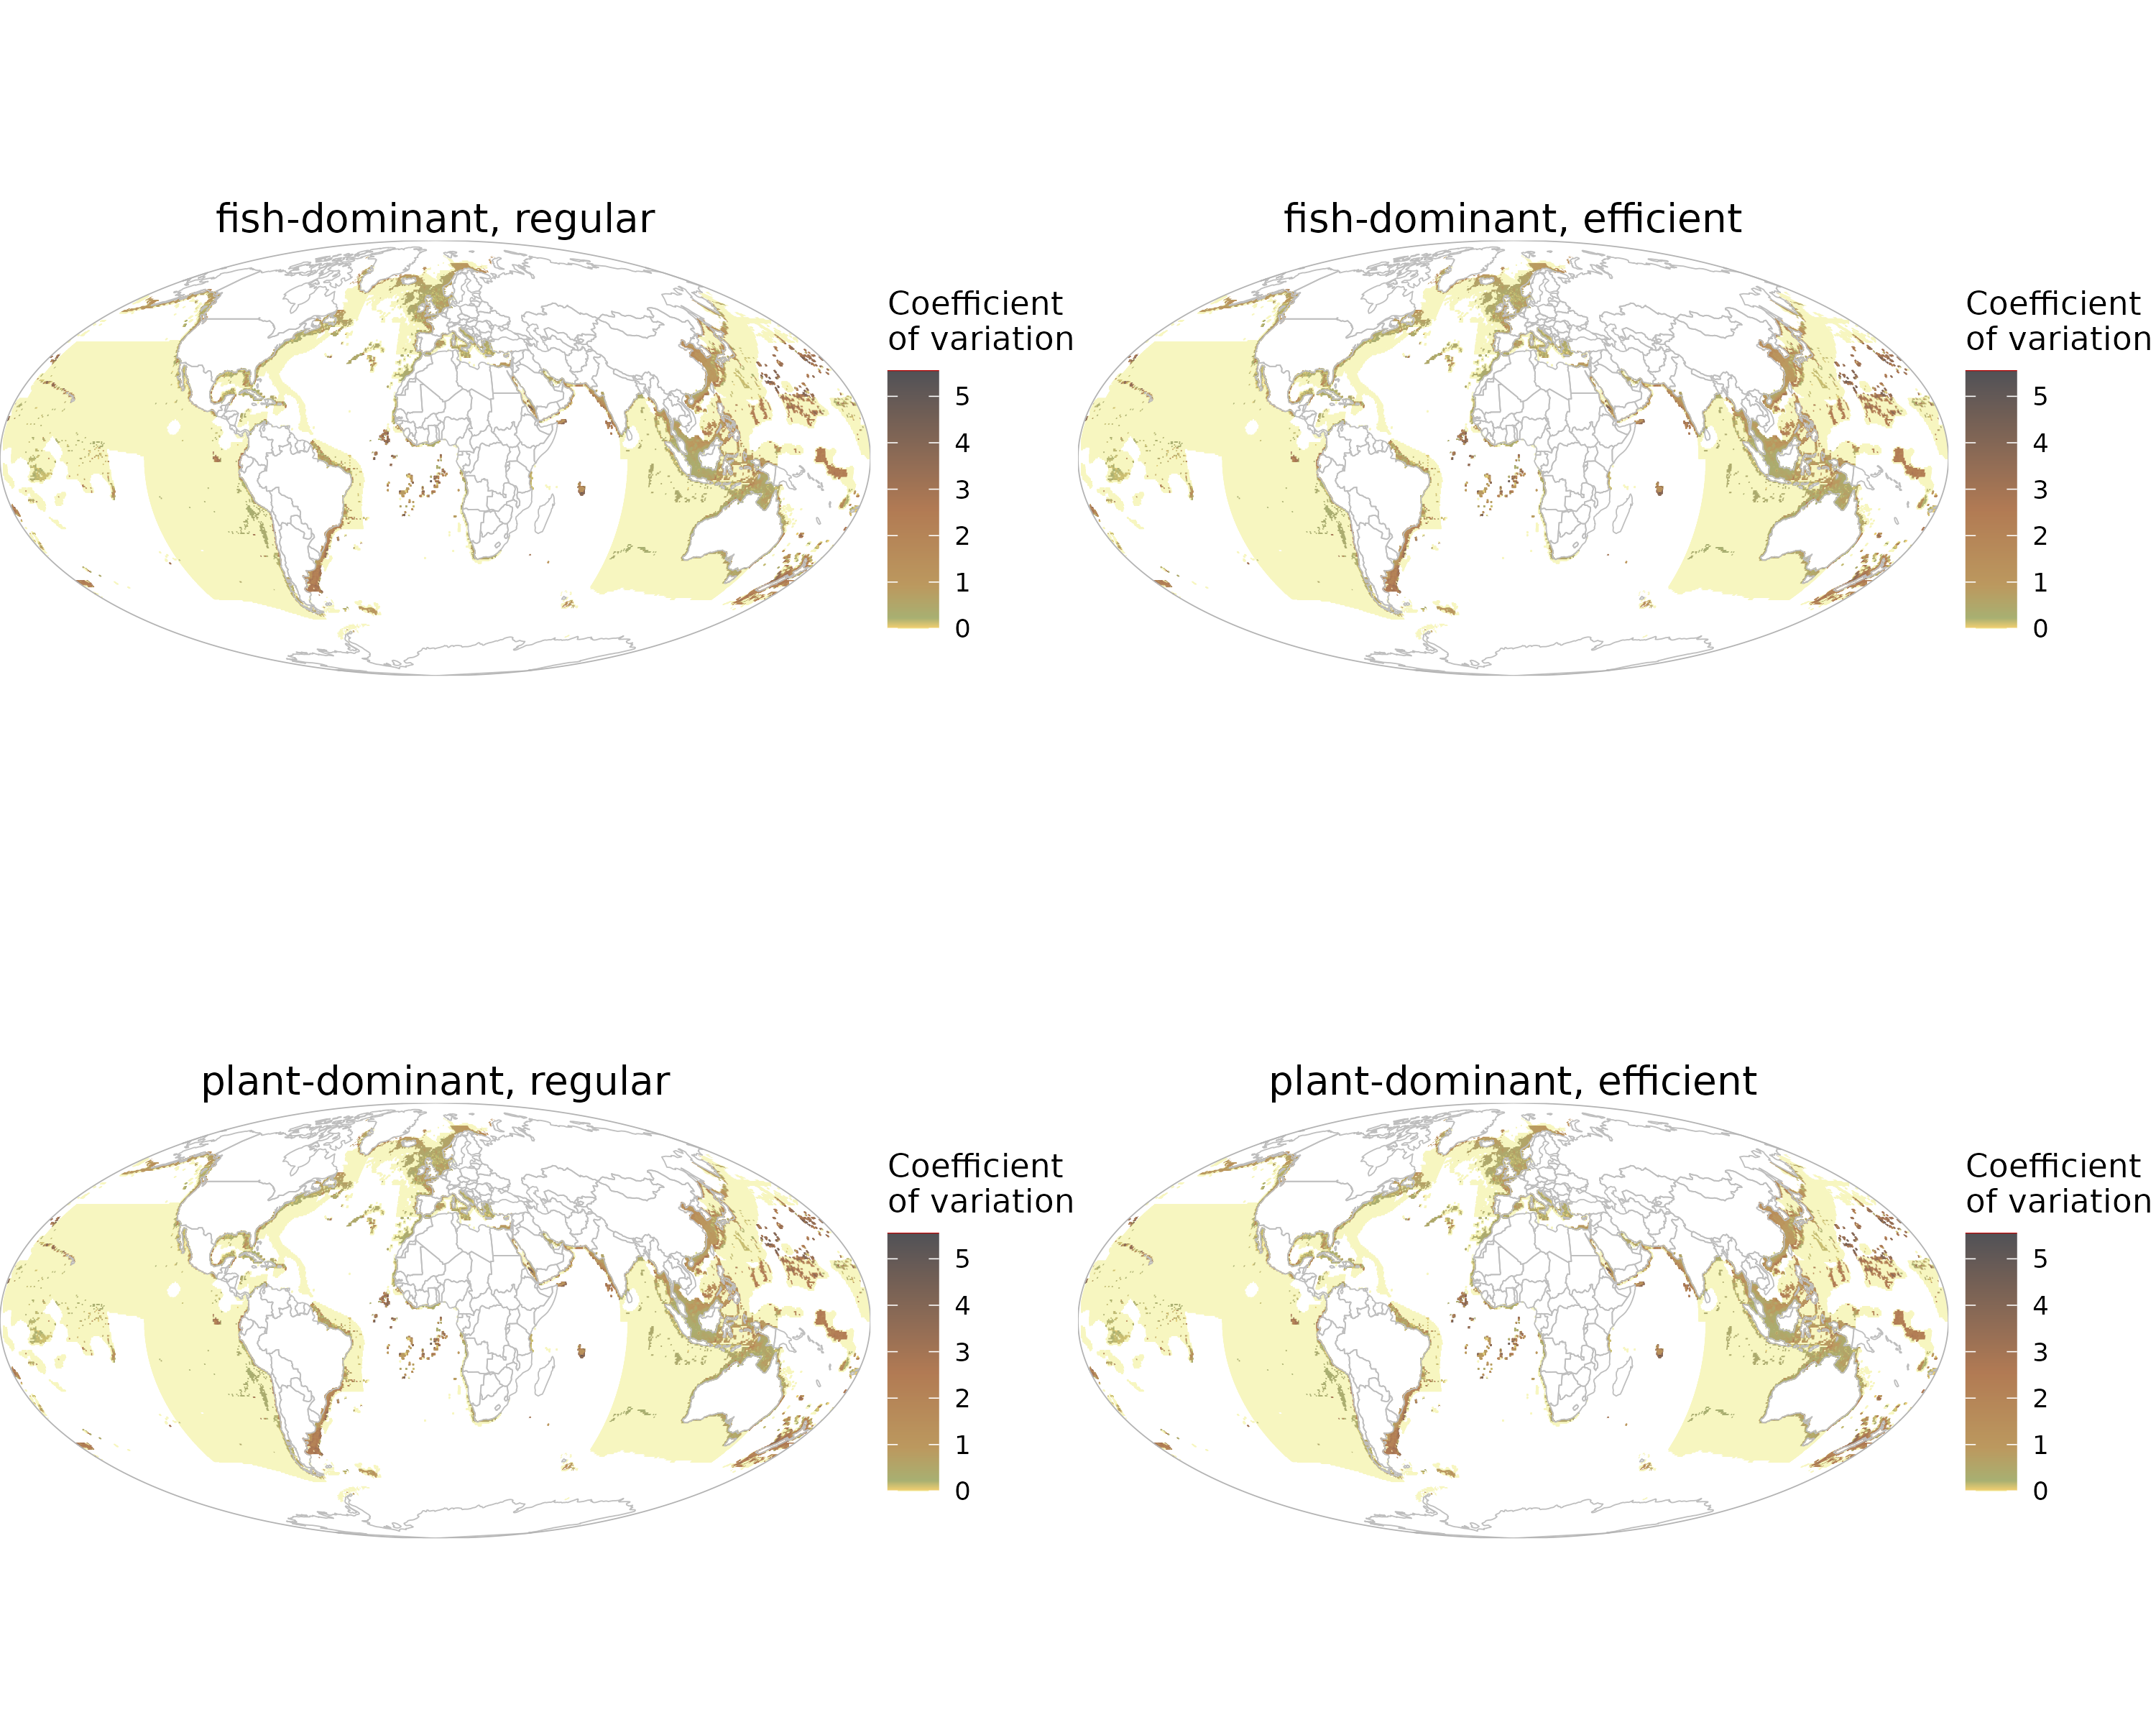 fish-dominant, regular
Coefficient
of variation
5
4
3
2
1
0
fish-dominant, efficient
Coefficient
of variation
5
4
3
2
1
0
plant-dominant, regular
Coefficient
of variation
5
4
3
2
1
0
plant-dominant, efficient
Coefficient
of variation
5
4
3
2
1
0